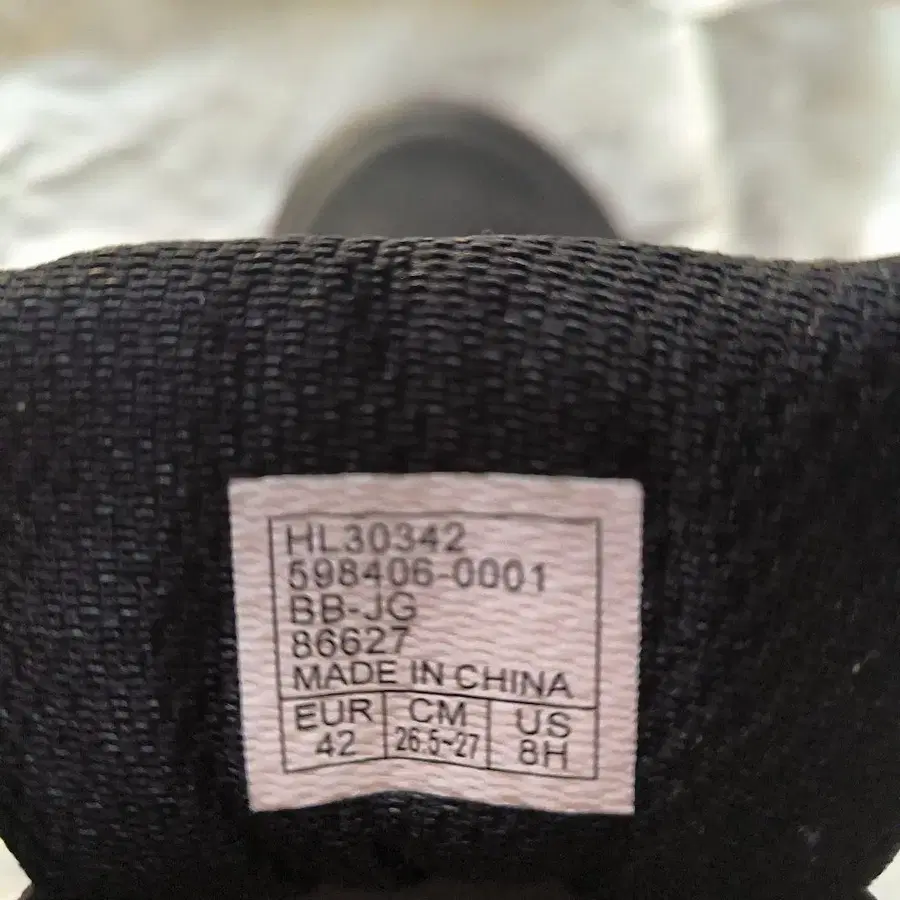 HL30342
598406-0001
BB-JG
86627
MADE IN CHINA
EUR CM US
42 26.5~27 8H